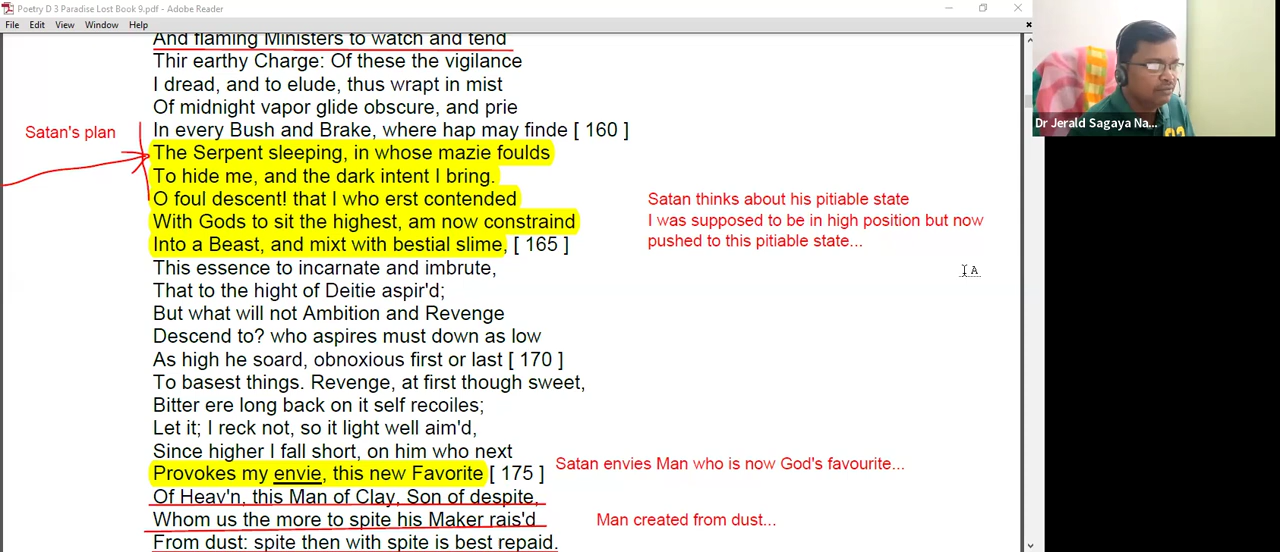 Poetry D 3 Paradise Lost Book 9.pdf - Adobe Reader
File Edit View Window Help
And flaming Ministers to watch and tend
Thir earthy Charge: Of these the vigilance
I dread, and to elude, thus wrapt in mist
Of midnight vapor glide obscure, and prie
Satan's plan
In every Bush and Brake, where hap may finde [ 160 ]
The Serpent sleeping, in whose mazie foulds
To hide me, and the dark intent I bring.
O foul descent! that I who erst contended
With Gods to sit the highest, am now constraind
Into a Beast, and mixt with bestial slime, [ 165 ]
Satan thinks about his pitiable state
I was supposed to be in high position but now
pushed to this pitiable state...
This essence to incarnate and imbrute,
That to the hight of Deitie aspir'd;
But what will not Ambition and Revenge
Descend to? who aspires must down as low
As high he soard, obnoxious first or last [ 170 ]
To basest things. Revenge, at first though sweet,
Bitter ere long back on it self recoiles;
Let it; I reck not, so it light well aim'd,
Since higher I fall short, on him who next
Provokes my envie, this new Favorite [ 175 ]
Satan envies Man who is now God's favourite...
Of Heav'n, this Man of Clay, Son of despite,
Whom us the more to spite his Maker rais'd
Man created from dust...
From dust: spite then with spite is best repaid.
Dr Jerald Sagaya Na...